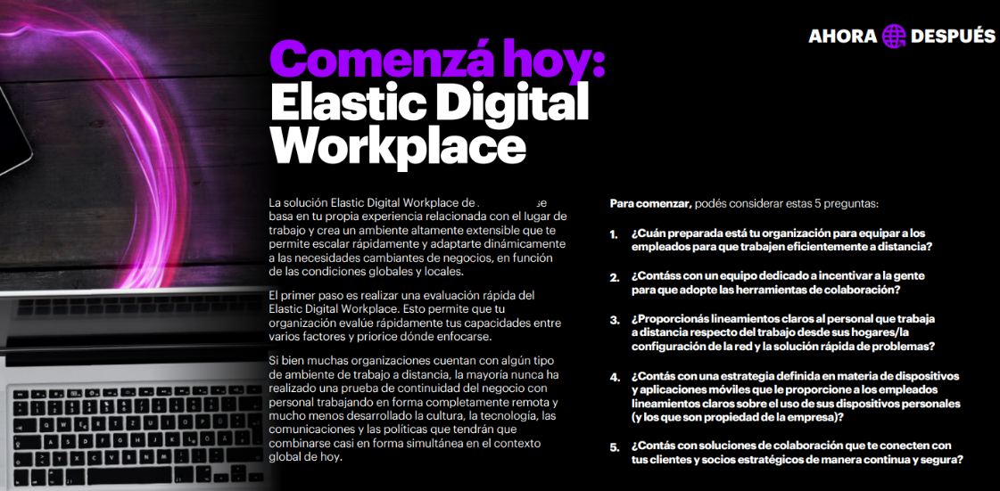 AHORA DESPUÉS
Comenzá hoy:
Elastic Digital
Workplace
La solución Elastic Digital Workplace de se
basa en tu propia experiencia relacionada con el lugar de
trabajo y crea un ambiente altamente extensible que te
permite escalar rápidamente y adaptarte dinámicamente
a las necesidades cambiantes de negocios, en función
de las condiciones globales y locales.
El primer paso es realizar una evaluación rápida del
Elastic Digital Workplace. Esto permite que tu
organización evalúe rápidamente tus capacidades entre
varios factores y priorice dónde enfocarse.
Si bien muchas organizaciones cuentan con algún tipo
de ambiente de trabajo a distancia, la mayoría nunca ha
realizado una prueba de continuidad del negocio con
personal trabajando en forma completamente remota y
mucho menos desarrollado la cultura, la tecnología, las
comunicaciones y las políticas que tendrán que
combinarse casi en forma simultánea en el contexto
global de hoy.
Para comenzar, podés considerar estas 5 preguntas:
1. ¿Cuán preparada está tu organización para equipar a los
empleados para que trabajen eficientemente a distancia?
2. ¿Contáss con un equipo dedicado a incentivar a la gente
para que adopte las herramientas de colaboración?
3. ¿Proporcionás lineamientos claros al personal que trabaja
a distancia respecto del trabajo desde sus hogares/la
configuración de la red y la solución rápida de problemas?
4. ¿Contás con una estrategia definida en materia de dispositivos
y aplicaciones móviles que le proporcione a los empleados
lineamientos claros sobre el uso de sus dispositivos personales
(y los que son propiedad de la empresa)?
5. ¿Contás con soluciones de colaboración que te conecten con
tus clientes y socios estratégicos de manera continua y segura?